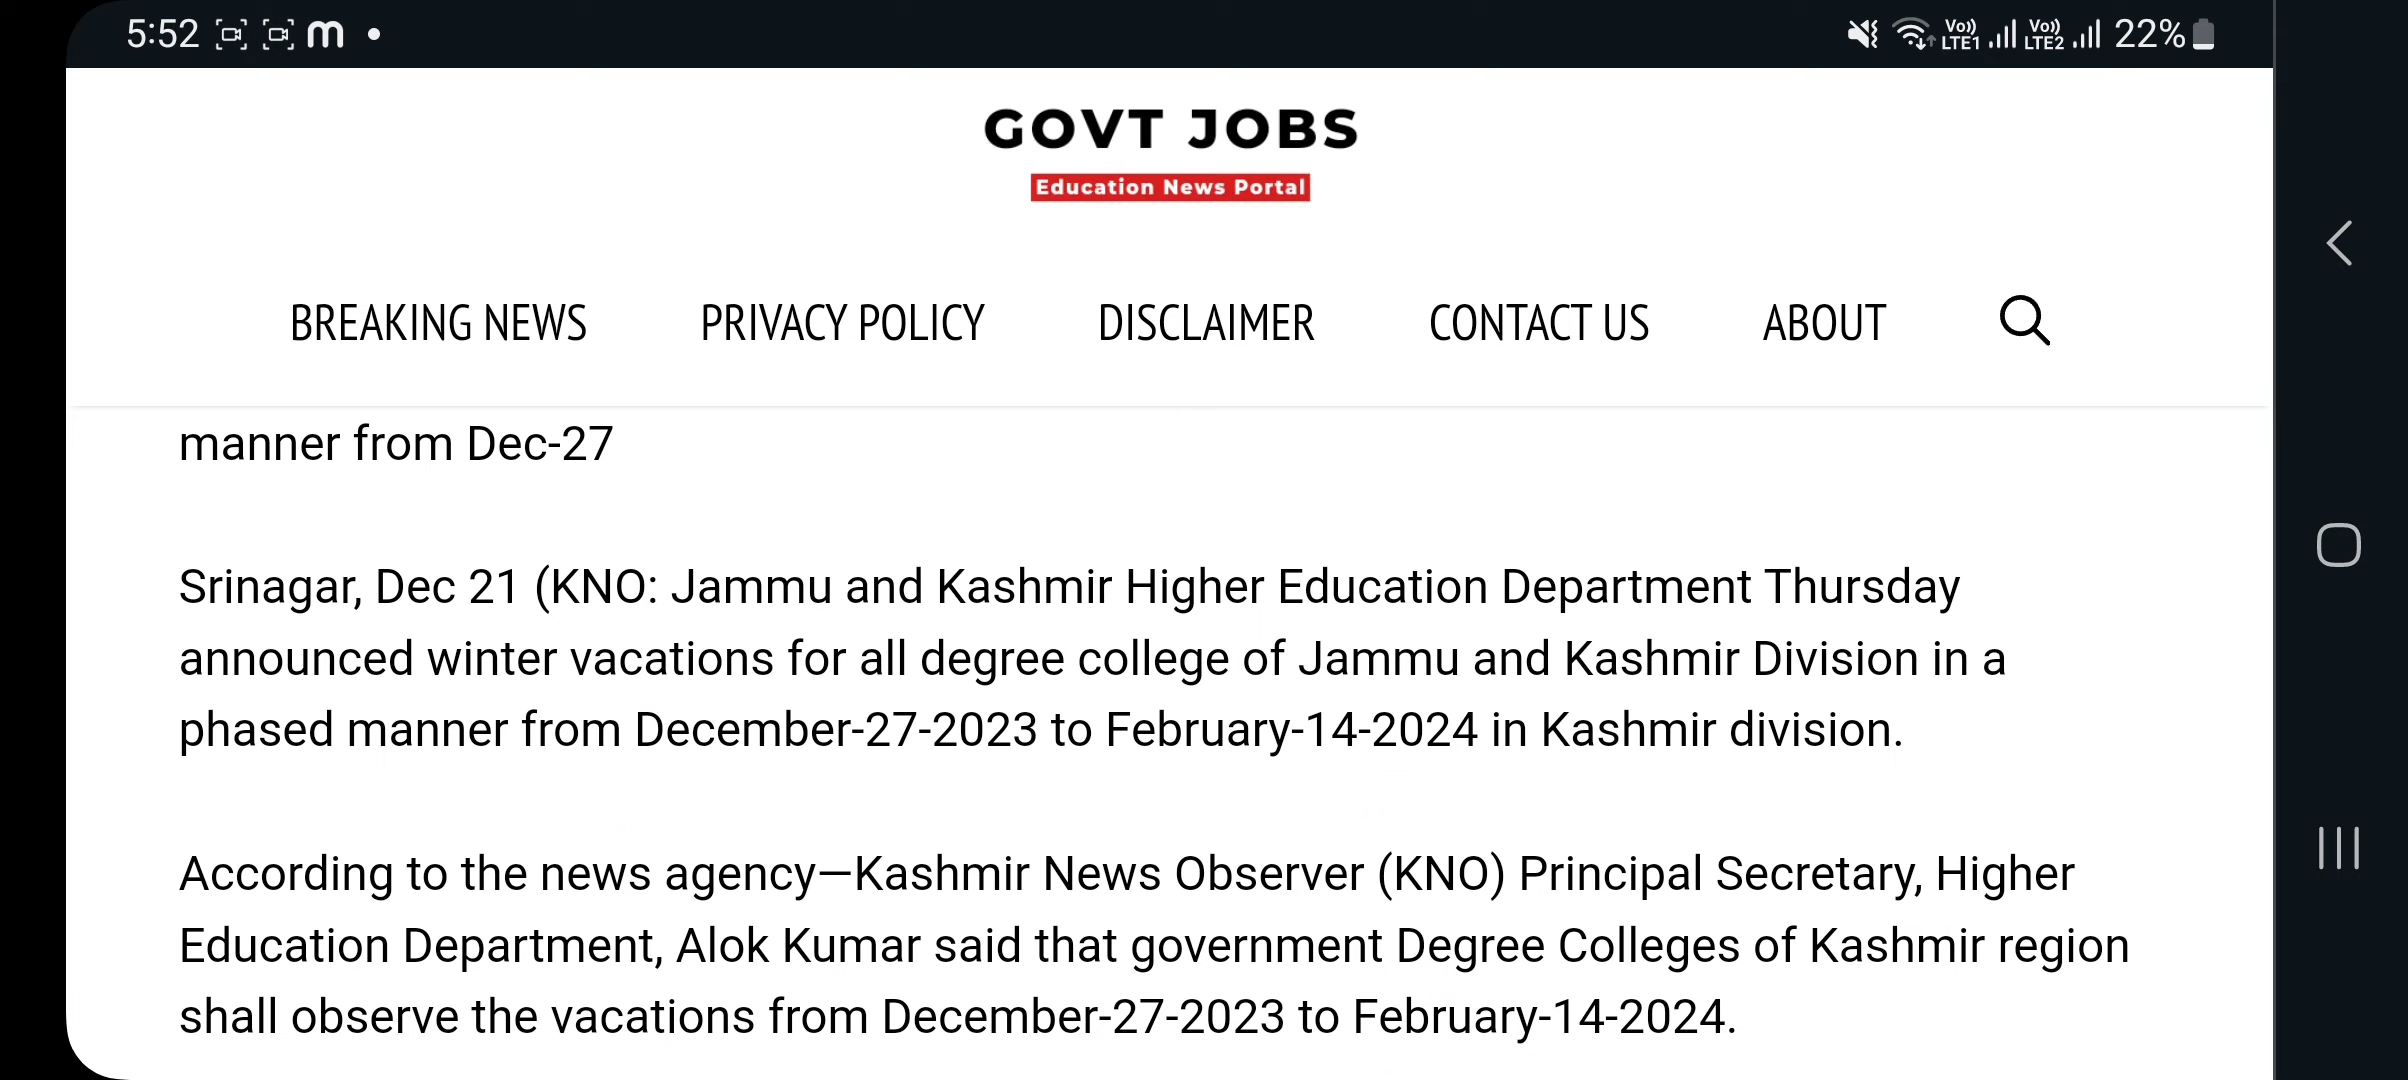 5:52 m
Vo)) LTE1 Vo)) LTE2 22%
GOVT JOBS
Education News Portal
BREAKING NEWS PRIVACY POLICY DISCLAIMER CONTACT US ABOUT
manner from Dec-27
Srinagar, Dec 21 (KNO: Jammu and Kashmir Higher Education Department Thursday
announced winter vacations for all degree college of Jammu and Kashmir Division in a
phased manner from December-27-2023 to February-14-2024 in Kashmir division.
According to the news agency—Kashmir News Observer (KNO) Principal Secretary, Higher
Education Department, Alok Kumar said that government Degree Colleges of Kashmir region
shall observe the vacations from December-27-2023 to February-14-2024.